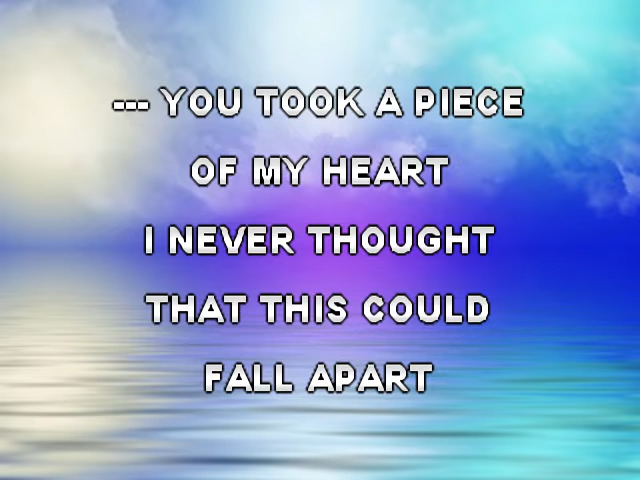 --- YOU TOOK A PIECE
OF MY HEART
I NEVER THOUGHT
THAT THIS COULD
FALL APART